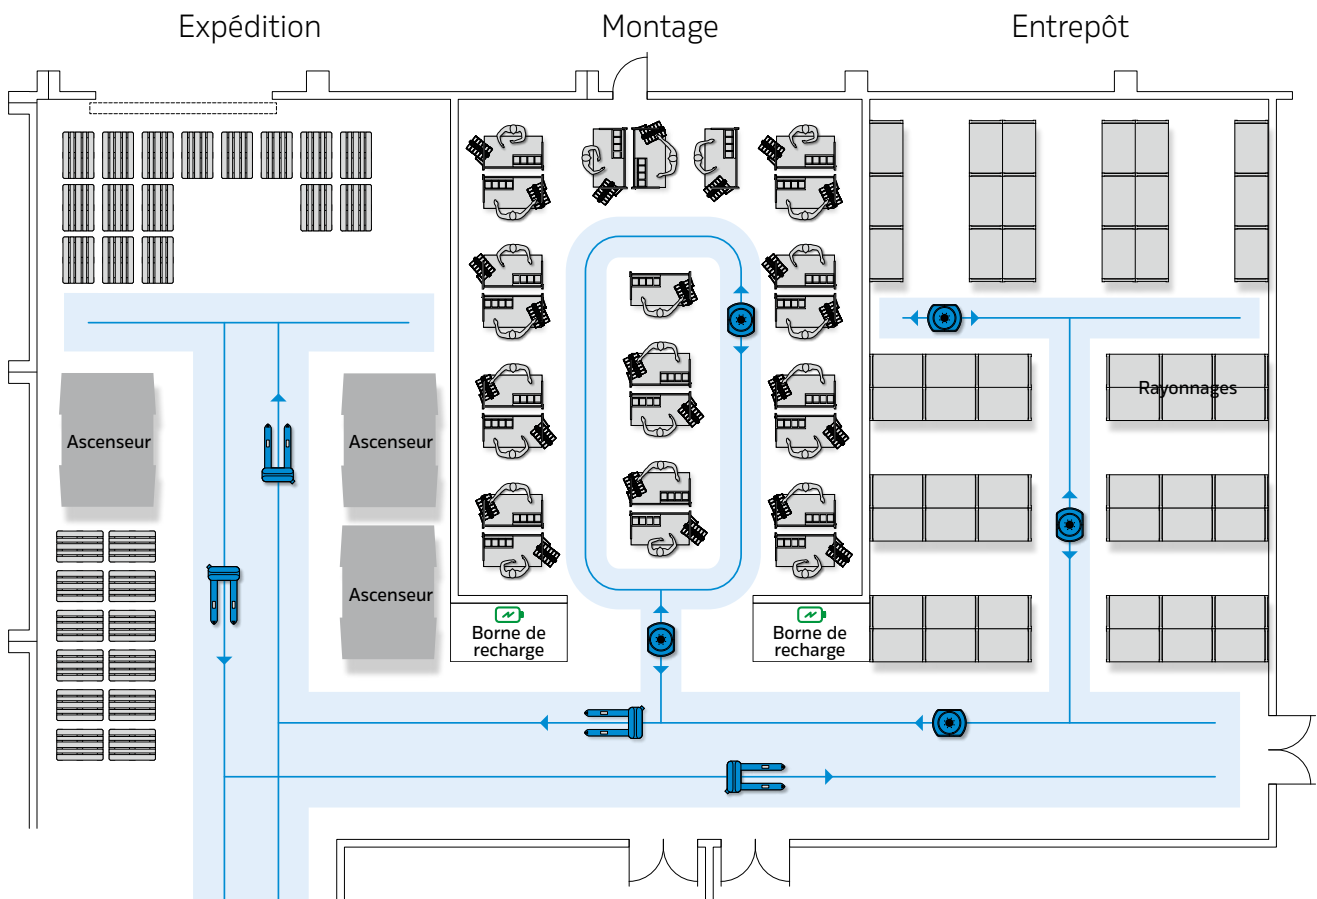 Expédition
Montage
Entrepôt
Rayonnages
Ascenseur
Ascenseur
Ascenseur
Borne de
recharge
Borne de
recharge